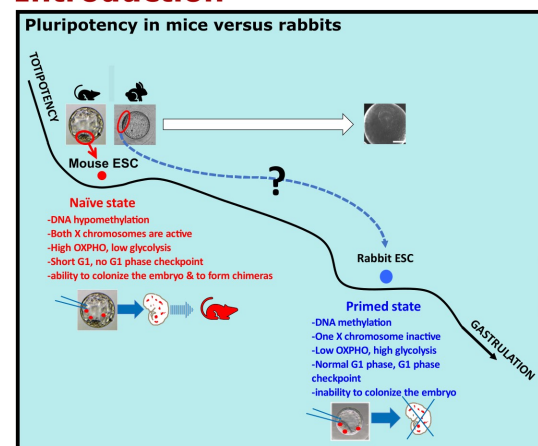 Introduction
Pluripotency in mice versus rabbits
TOTIPOTENCY
Mouse ESC
?
Naïve state
-DNA hypomethylation
-Both X chromosomes are active
-High OXPHO, low glycolysis
-Short G1, no G1 phase checkpoint
-ability to colonize the embryo & to form chimeras
Rabbit ESC
Primed state
-DNA methylation
-One X chromosome inactive
-Low OXPHO, high glycolysis
-Normal G1 phase, G1 phase
checkpoint
-inability to colonize the embryo
GASTRULATION